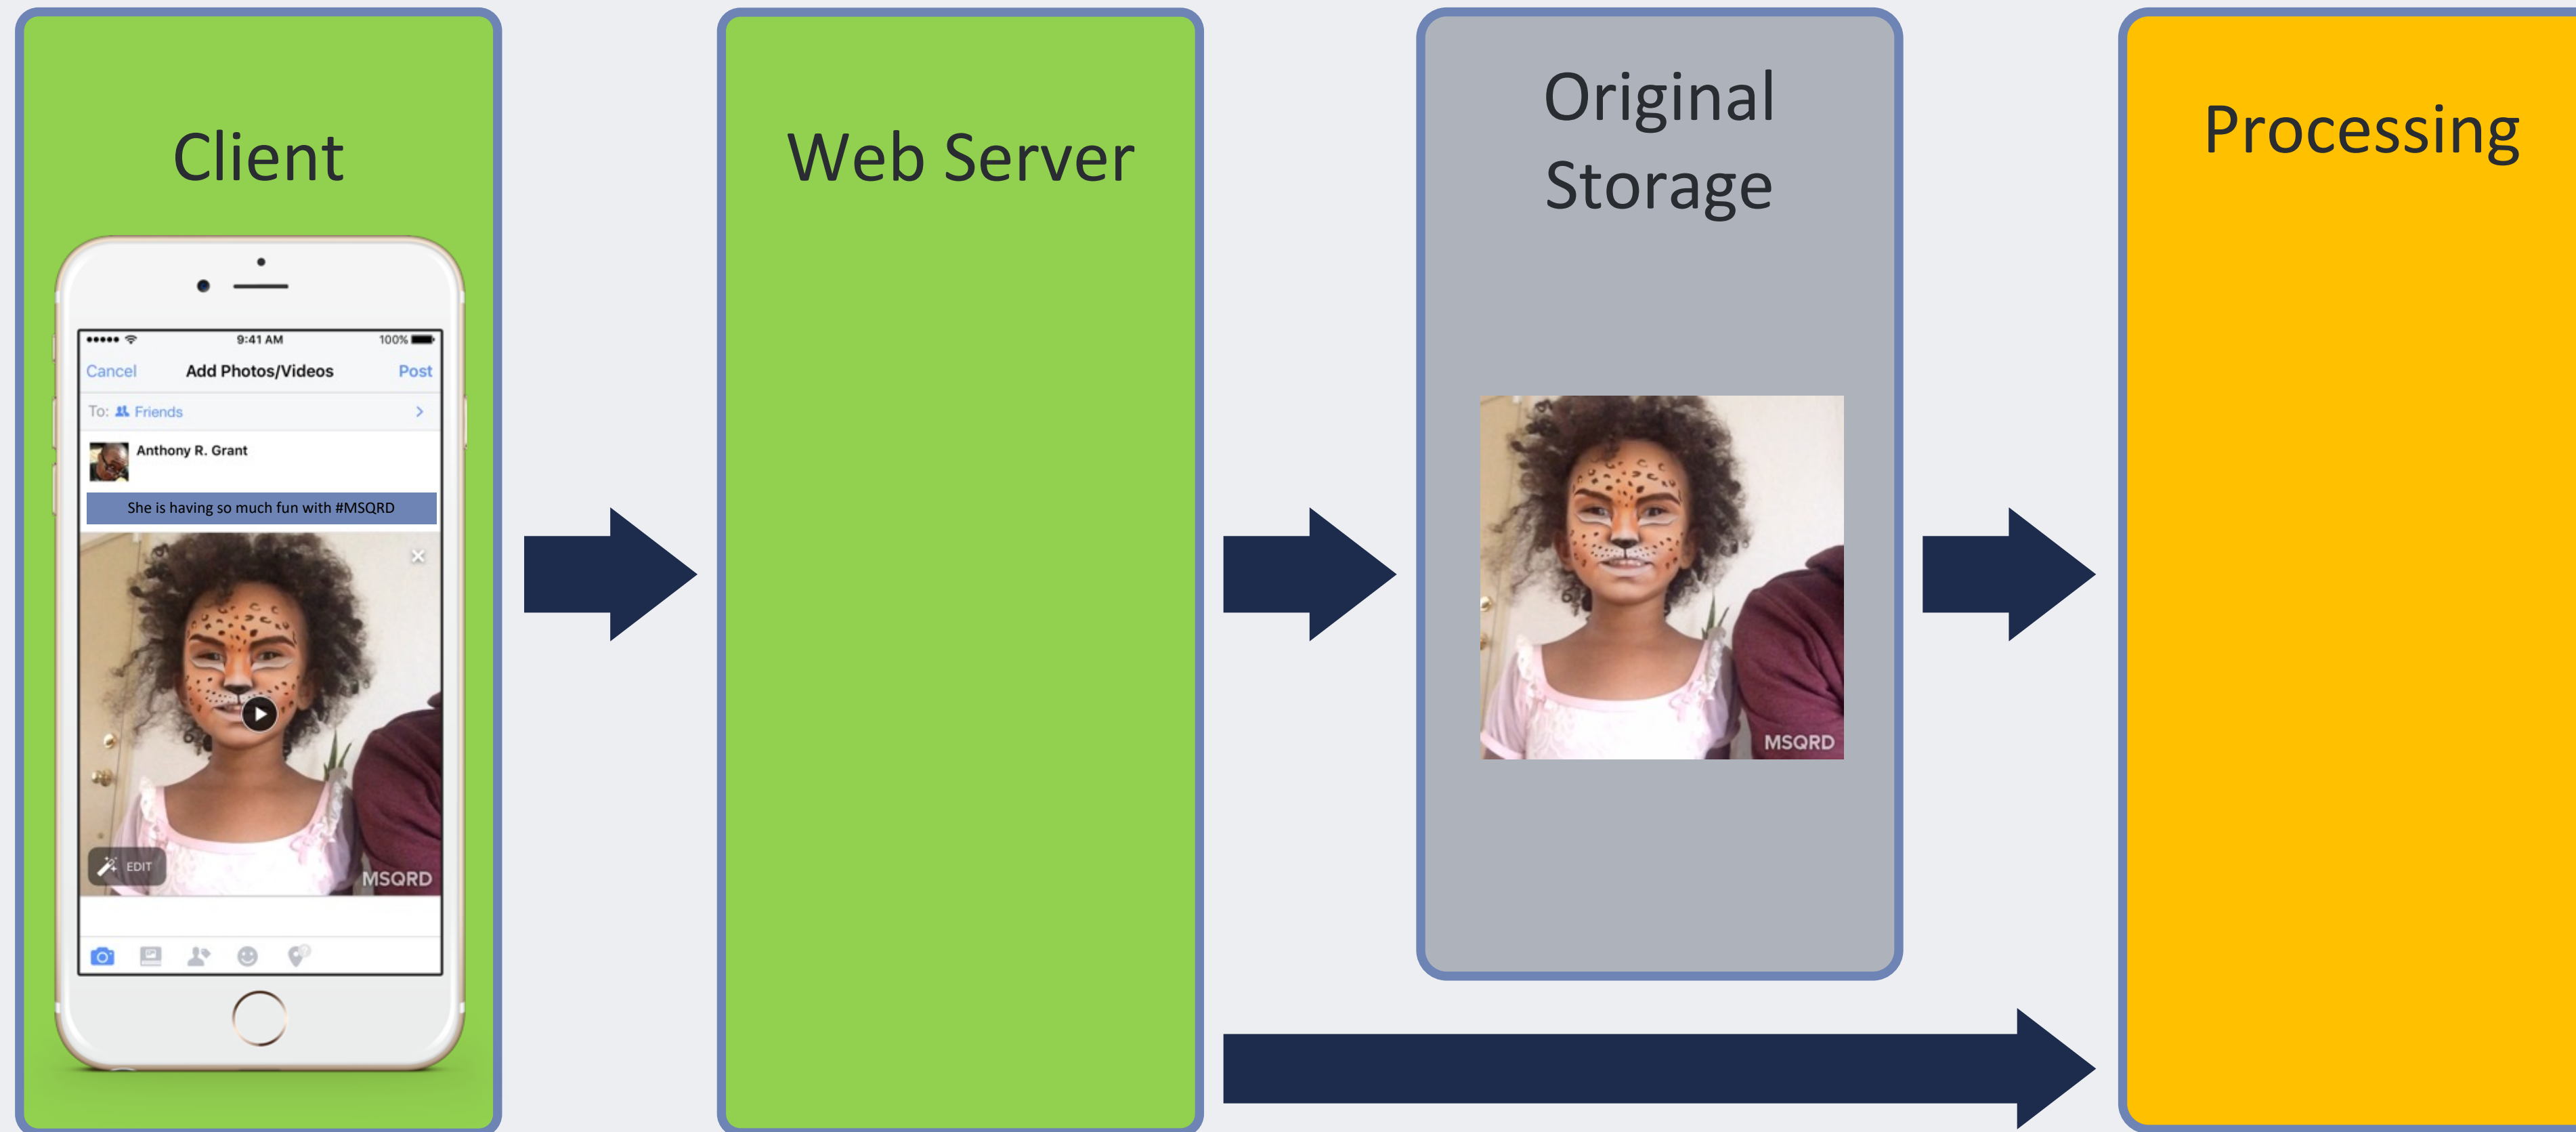 Client
9:41 AM
100%
Cancel
Add Photos/Videos
Post
To: Friends
Anthony R. Grant
She is having so much fun with #MSQRD
EDIT
MSQRD
Web Server
Original
Storage
MSQRD
Processing